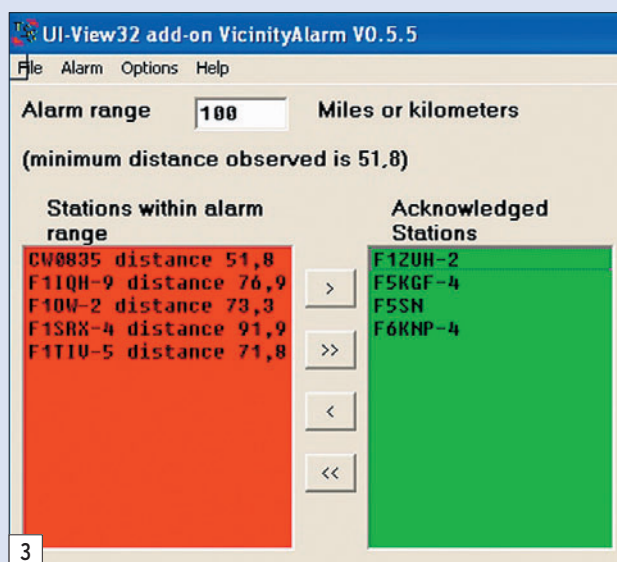 UI-View32 add-on VicinityAlarm V0.5.5
File Alarm Options Help
Alarm range 100 Miles or kilometers
(minimum distance observed is 51,8)
Stations within alarm
range
CW0835 distance 51,8
F1IQH-9 distance 76,9
F1OW-2 distance 73,3
F1SRX-4 distance 91,9
F1TIV-5 distance 71,8
>
>>
<
<<
Acknowledged
Stations
F1ZUH-2
F5KGF-4
F5SN
F6KNP-4
3